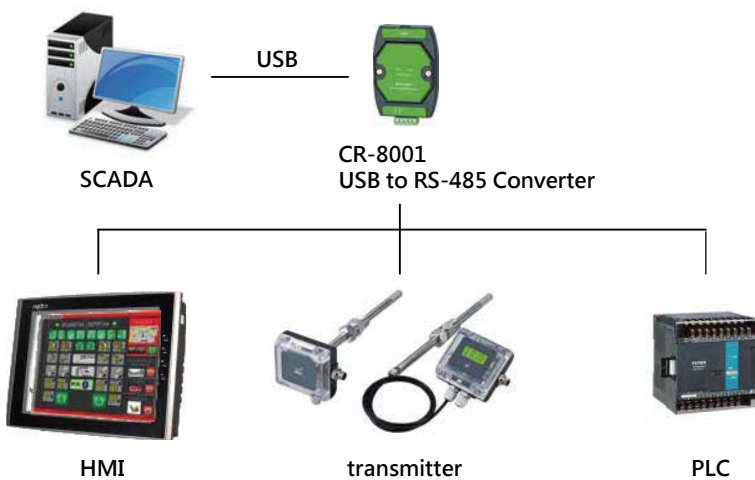 USB
SCADA
CR-8001
USB to RS-485 Converter
HMI
transmitter
PLC